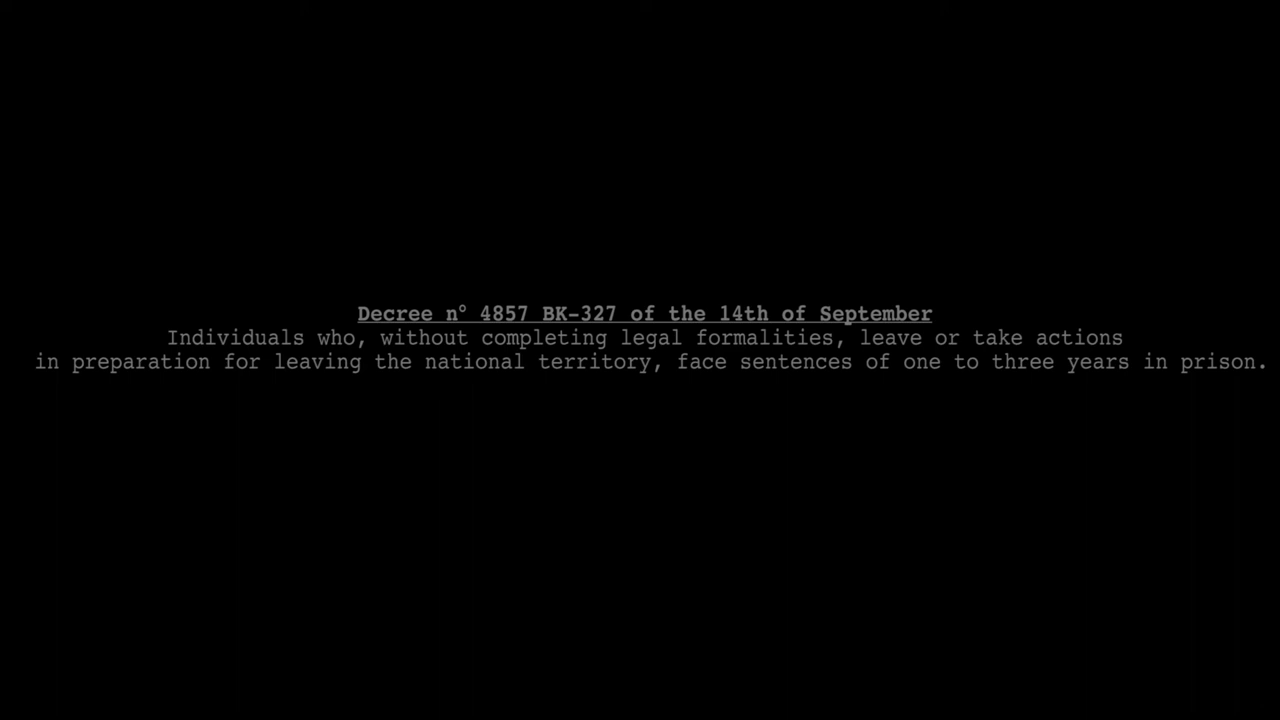 Decree n° 4857 BK-327 of the 14th of September
Individuals who, without completing legal formalities, leave or take actions
in preparation for leaving the national territory, face sentences of one to three years in prison.